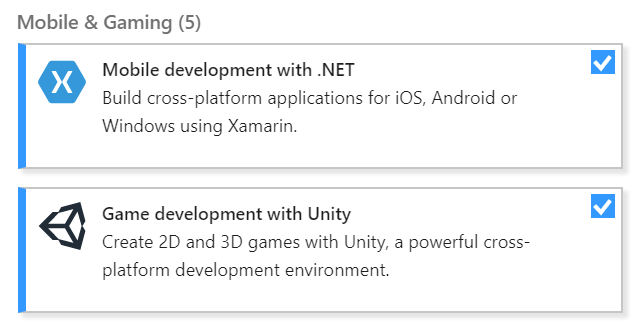 Mobile & Gaming (5)
Mobile development with .NET
Build cross-platform applications for iOS, Android or
Windows using Xamarin.
Game development with Unity
Create 2D and 3D games with Unity, a powerful cross-
platform development environment.